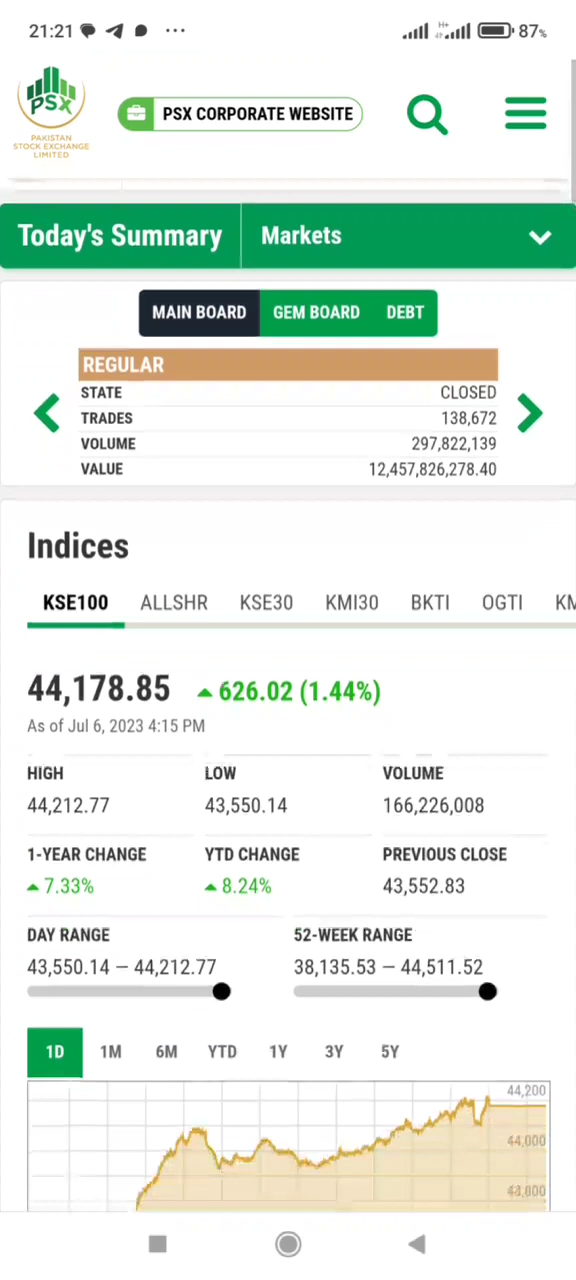 21:21 ... H+ 87%
PSX
PAKISTAN
STOCK EXCHANGE
LIMITED
PSX CORPORATE WEBSITE
Today's Summary Markets
MAIN BOARD GEM BOARD DEBT
REGULAR
STATE CLOSED
TRADES 138,672
VOLUME 297,822,139
VALUE 12,457,826,278.40
Indices
KSE100 ALLSHR KSE30 KMI30 BKTI OGTI KM
44,178.85 626.02 (1.44%)
As of Jul 6, 2023 4:15 PM
HIGH LOW VOLUME
44,212.77 43,550.14 166,226,008
1-YEAR CHANGE YTD CHANGE PREVIOUS CLOSE
7.33% 8.24% 43,552.83
DAY RANGE 52-WEEK RANGE
43,550.14 — 44,212.77 38,135.53 — 44,511.52
1D 1M 6M YTD 1Y 3Y 5Y
44,200
44,000